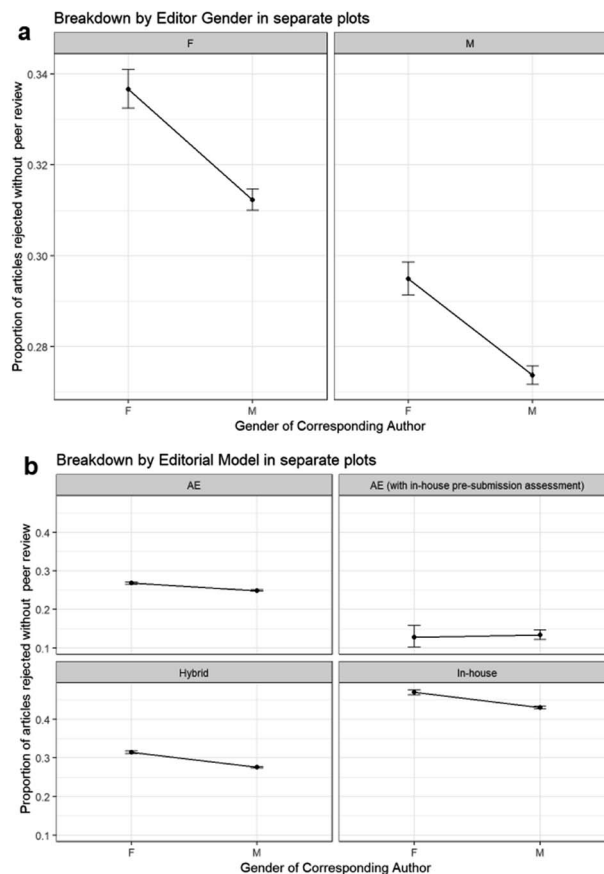 a Breakdown by Editor Gender in separate plots
F M
Proportion of articles rejected without peer review
0.34
0.32
0.30
0.28
F M F M
Gender of Corresponding Author
b Breakdown by Editorial Model in separate plots
AE AE (with in-house pre-submission assessment)
Proportion of articles rejected without peer review
0.4
0.3
0.2
0.1
Hybrid In-house
0.4
0.3
0.2
0.1
F M F M
Gender of Corresponding Author